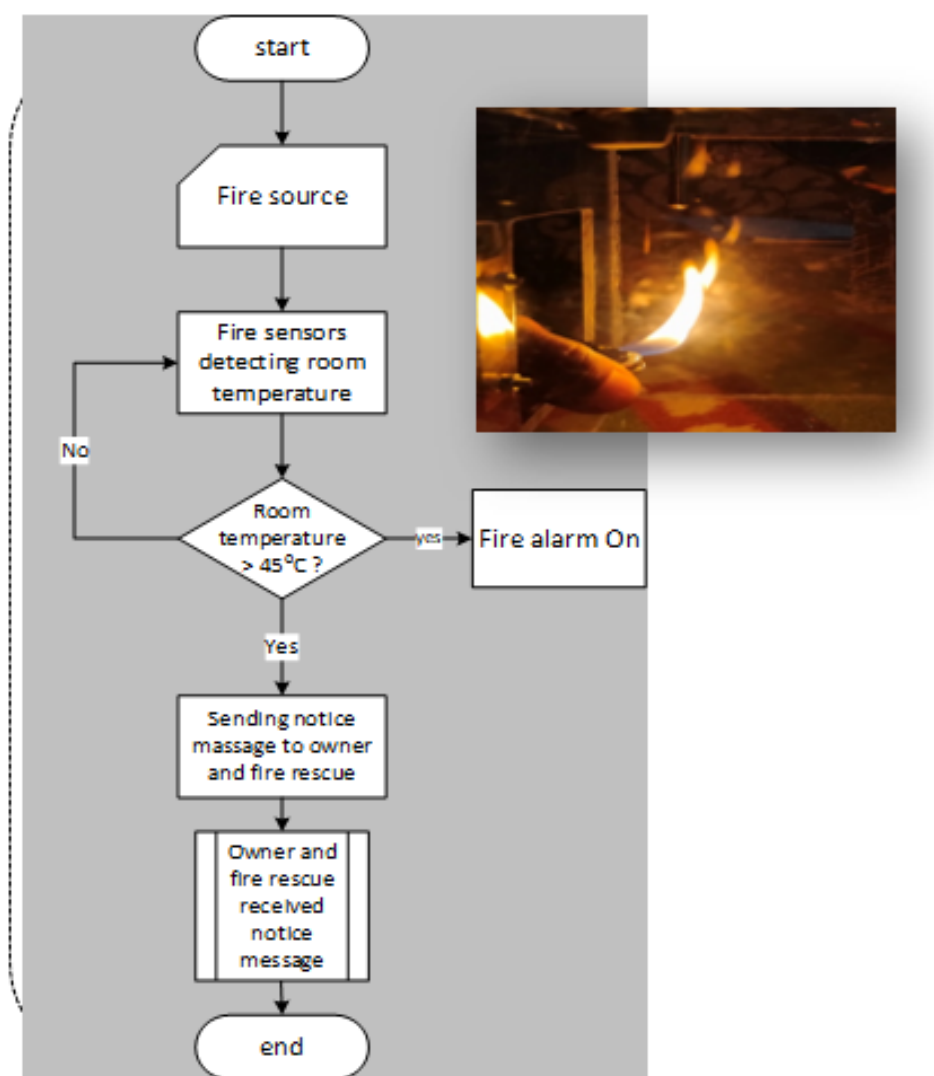 start
Fire source
Fire sensors
detecting room
temperature
No
Room
temperature
> 45°C ?
yes
Fire alarm On
Yes
Sending notice
massage to owner
and fire rescue
Owner and
fire rescue
received
notice
message
end